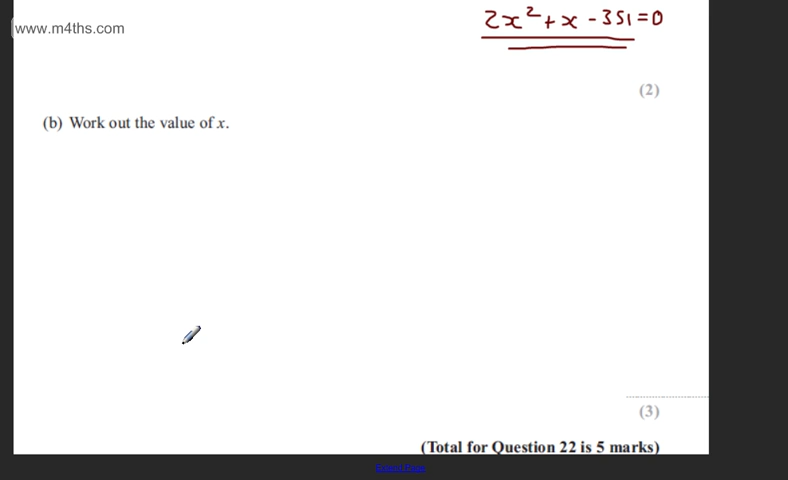 www.m4ths.com
2x² + x - 351 = 0
(2)
(b) Work out the value of x.
(3)
(Total for Question 22 is 5 marks)